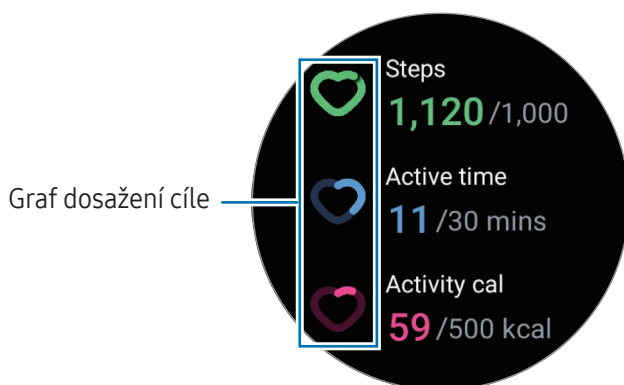 Graf dosažení cíle
Steps
1,120/1,000
Active time
11/30 mins
Activity cal
59/500 kcal